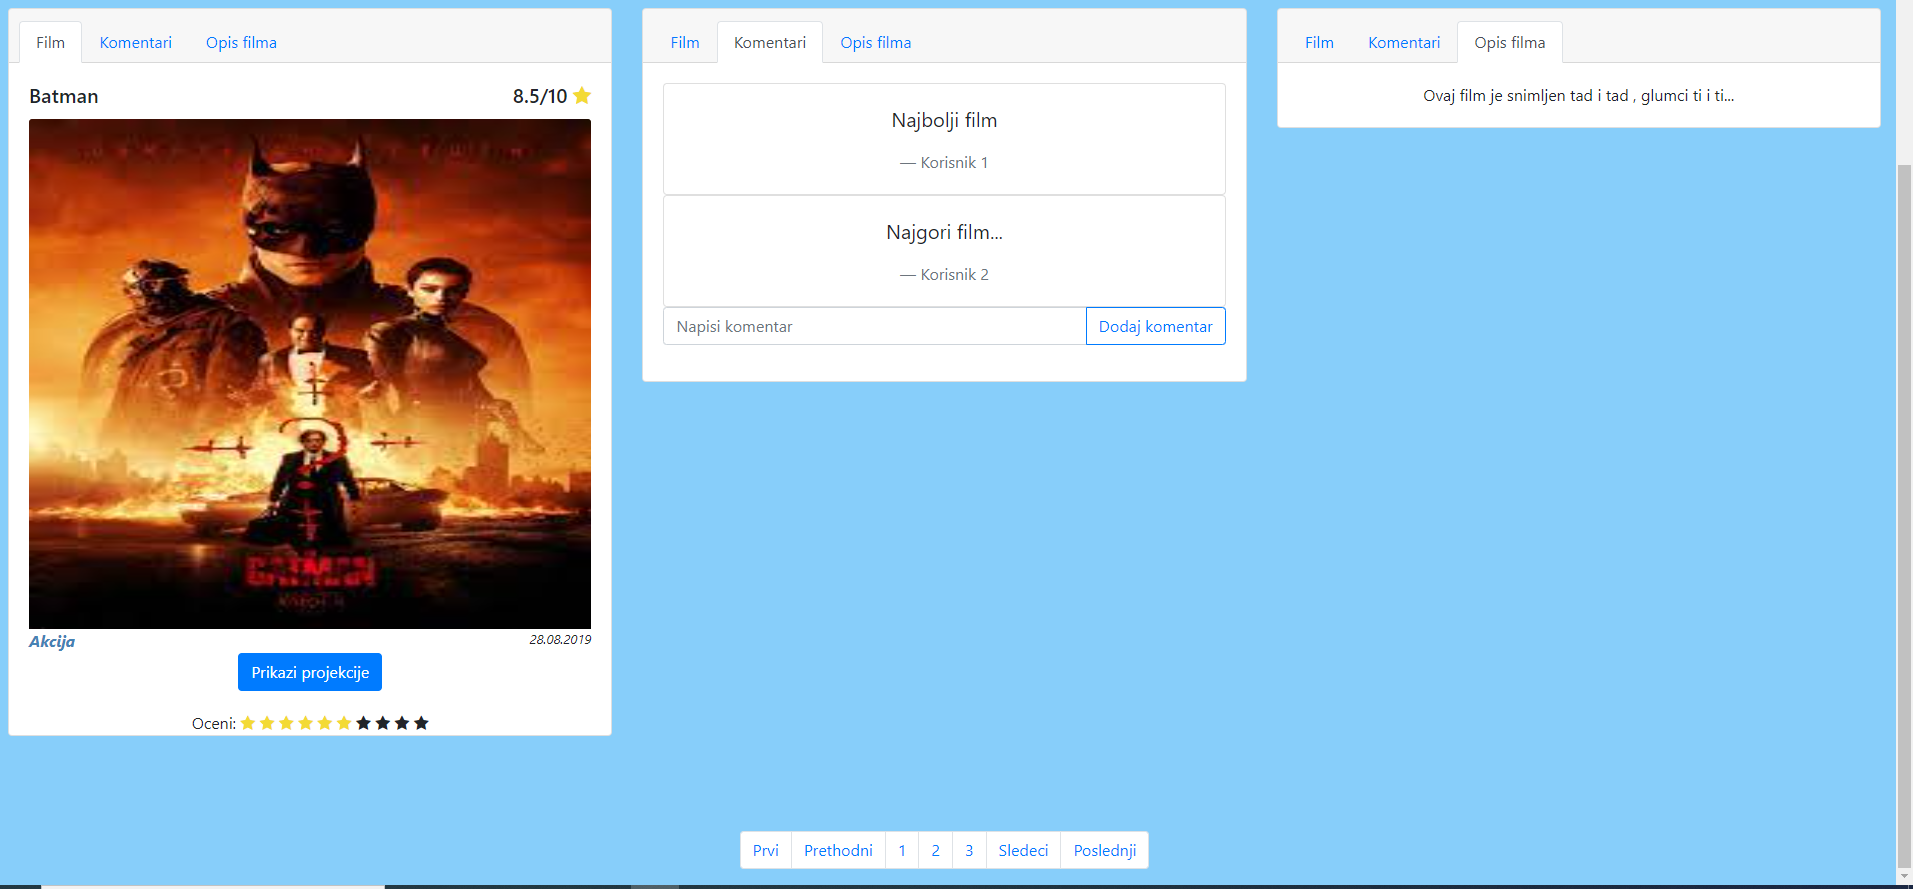 Film Komentari Opis filma
Batman 8.5/10
BATMAN
Akcija 28.08.2019
Prikazi projekcije
Oceni:
Film Komentari Opis filma
Najbolji film
— Korisnik 1
Najgori film...
— Korisnik 2
Napisi komentar Dodaj komentar
Film Komentari Opis filma
Ovaj film je snimljen tad i tad , glumci ti i ti...
Prvi Prethodni 1 2 3 Sledeci Poslednji